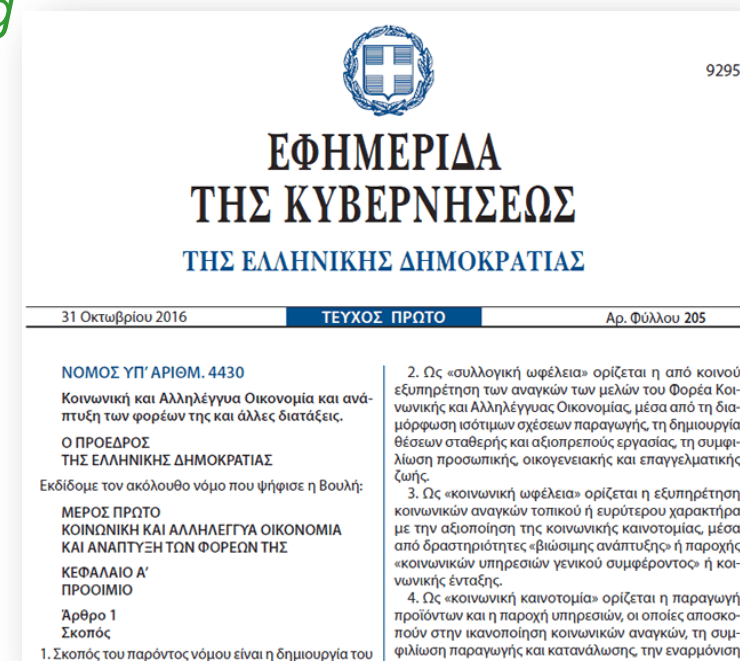 g
9295
ΕΦΗΜΕΡΙΔΑ
ΤΗΣ ΚΥΒΕΡΝΗΣΕΩΣ
ΤΗΣ ΕΛΛΗΝΙΚΗΣ ΔΗΜΟΚΡΑΤΙΑΣ
31 Οκτωβρίου 2016
ΤΕΥΧΟΣ ΠΡΩΤΟ
Αρ. Φύλλου 205
ΝΟΜΟΣ ΥΠ’ ΑΡΙΘΜ. 4430
Κοινωνική και Αλληλέγγυα Οικονομία και ανά-
πτυξη των φορέων της και άλλες διατάξεις.
Ο ΠΡΟΕΔΡΟΣ
ΤΗΣ ΕΛΛΗΝΙΚΗΣ ΔΗΜΟΚΡΑΤΙΑΣ
Εκδίδομε τον ακόλουθο νόμο που ψήφισε η Βουλή:
ΜΕΡΟΣ ΠΡΩΤΟ
ΚΟΙΝΩΝΙΚΗ ΚΑΙ ΑΛΛΗΛΕΓΓΥΑ ΟΙΚΟΝΟΜΙΑ
ΚΑΙ ΑΝΑΠΤΥΞΗ ΤΩΝ ΦΟΡΕΩΝ ΤΗΣ
ΚΕΦΑΛΑΙΟ Α’
ΠΡΟΟΙΜΙΟ
Άρθρο 1
Σκοπός
1. Σκοπός του παρόντος νόμου είναι η δημιουργία του
2. Ως «συλλογική ωφέλεια» ορίζεται η από κοινού
εξυπηρέτηση των αναγκών των μελών του Φορέα Κοι-
νωνικής και Αλληλέγγυας Οικονομίας, μέσα από τη δια-
μόρφωση ισότιμων σχέσεων παραγωγής, τη δημιουργία
θέσεων σταθερής και αξιοπρεπούς εργασίας, τη συμφι-
λίωση προσωπικής, οικογενειακής και επαγγελματικής
ζωής.
3. Ως «κοινωνική ωφέλεια» ορίζεται η εξυπηρέτηση
κοινωνικών αναγκών τοπικού ή ευρύτερου χαρακτήρα
με την αξιοποίηση της κοινωνικής καινοτομίας, μέσα
από δραστηριότητες «βιώσιμης ανάπτυξης» ή παροχής
«κοινωνικών υπηρεσιών γενικού συμφέροντος» ή κοι-
νωνικής ένταξης.
4. Ως «κοινωνική καινοτομία» ορίζεται η παραγωγή
προϊόντων και η παροχή υπηρεσιών, οι οποίες αποσκο-
πούν στην ικανοποίηση κοινωνικών αναγκών, τη συμ-
φιλίωση παραγωγής και κατανάλωσης, την εναρμόνιση